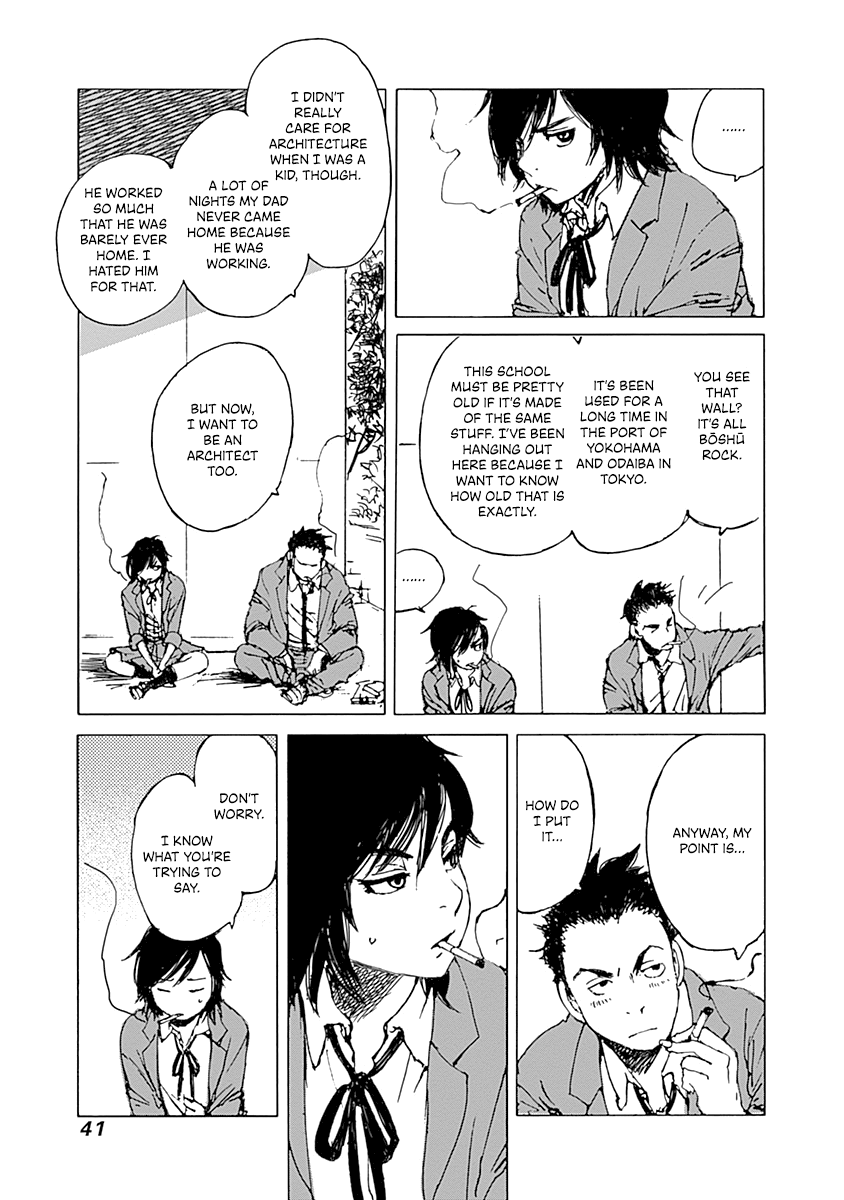 ......
YOU SEE
THAT
WALL?
IT'S ALL
BŌSHŪ
ROCK.
IT'S BEEN
USED FOR A
LONG TIME IN
THE PORT OF
YOKOHAMA
AND ODAIBA IN
TOKYO.
THIS SCHOOL
MUST BE PRETTY
OLD IF IT'S MADE
OF THE SAME
STUFF. I'VE BEEN
HANGING OUT
HERE BECAUSE I
WANT TO KNOW
HOW OLD THAT IS
EXACTLY.
......
I DIDN'T
REALLY
CARE FOR
ARCHITECTURE
WHEN I WAS A
KID, THOUGH.
A LOT OF
NIGHTS MY DAD
NEVER CAME
HOME BECAUSE
HE WAS
WORKING.
HE WORKED
SO MUCH
THAT HE WAS
BARELY EVER
HOME. I
HATED HIM
FOR THAT.
BUT NOW,
I WANT TO
BE AN
ARCHITECT
TOO.
ANYWAY, MY
POINT IS...
HOW DO
I PUT
IT...
DON'T
WORRY.
I KNOW
WHAT YOU'RE
TRYING TO
SAY.
41